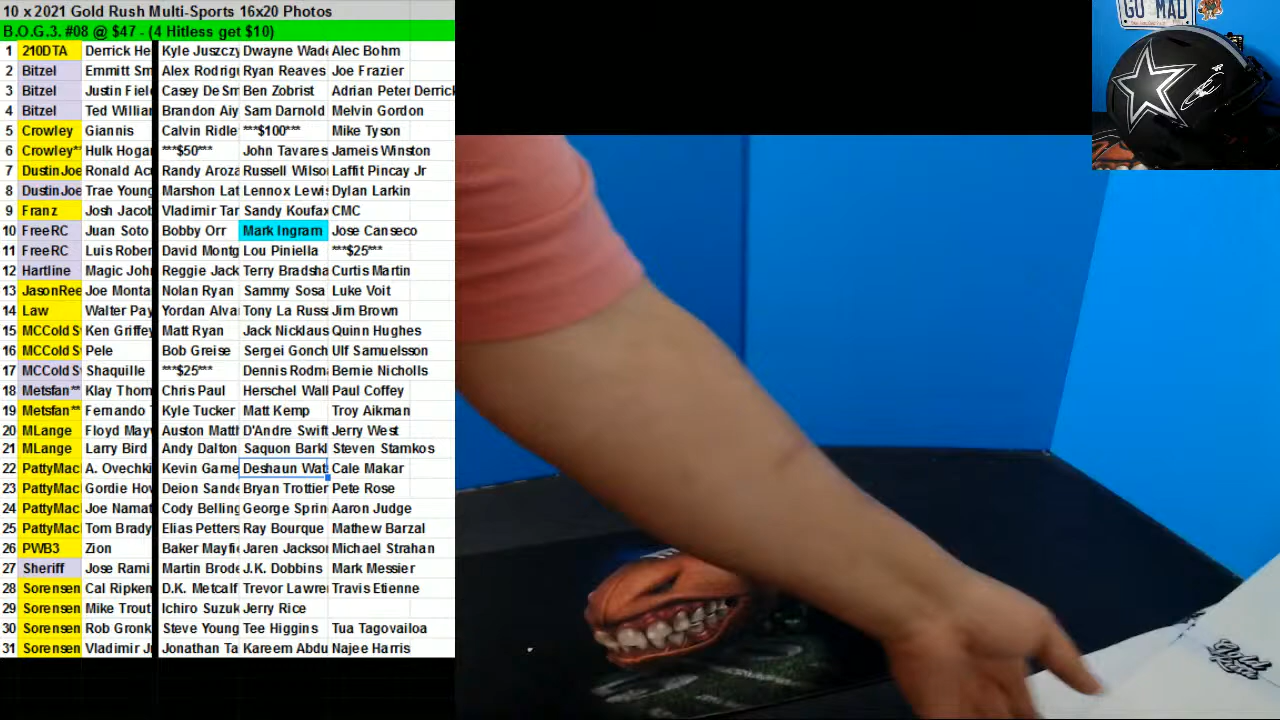 10 x 2021 Gold Rush Multi-Sports 16x20 Photos
B.O.G.3. #08 @ $47 - (4 Hitless get $10)
1 210DTA Derrick He Kyle Juszczy Dwayne Wade Alec Bohm
2 Bitzel Emmitt Sm Alex Rodrigu Ryan Reaves Joe Frazier
3 Bitzel Justin Fiel Casey De Sm Ben Zobrist Adrian Peter Derrick
4 Bitzel Ted Willian Brandon Aiy Sam Darnold Melvin Gordon
5 Crowley Giannis Calvin Ridle ***$100*** Mike Tyson
6 Crowley** Hulk Hogar ***$50*** John Tavares Jameis Winston
7 DustinJoe Ronald Acu Randy Aroza Russell Wilso Laffit Pincay Jr
8 DustinJoe Trae Young Marshon Lat Lennox Lewis Dylan Larkin
9 Franz Josh Jacob Vladimir Tar Sandy Koufax CMC
10 FreeRC Juan Soto Bobby Orr Mark Ingram Jose Canseco
11 FreeRC Luis Rober David Montg Lou Piniella ***$25***
12 Hartline Magic John Reggie Jack Terry Bradsha Curtis Martin
13 JasonRee Joe Monta Nolan Ryan Sammy Sosa Luke Voit
14 Law Walter Pay Yordan Alva Tony La Russ Jim Brown
15 MCCold S Ken Griffey Matt Ryan Jack Nicklaus Quinn Hughes
16 MCCold S Pele Bob Greise Sergei Gonch Ulf Samuelsson
17 MCCold S Shaquille ***$25*** Dennis Rodm Bernie Nicholls
18 Metsfan** Klay Thom Chris Paul Herschel Wal Paul Coffey
19 Metsfan** Fernando Kyle Tucker Matt Kemp Troy Aikman
20 MLange Floyd Mayv Auston Matt D'Andre Swift Jerry West
21 MLange Larry Bird Andy Dalton Saquon Barkl Steven Stamkos
22 PattyMac A. Ovechki Kevin Garne Deshaun Wat Cale Makar
23 PattyMac Gordie Ho Deion Sande Bryan Trottier Pete Rose
24 PattyMac Joe Namat Cody Belling George Sprin Aaron Judge
25 PattyMac Tom Brady Elias Petters Ray Bourque Mathew Barzal
26 PWB3 Zion Baker Mayfi Jaren Jackso Michael Strahan
27 Sheriff Jose Rami Martin Brode J.K. Dobbins Mark Messier
28 Sorensen Cal Ripken D.K. Metcalf Trevor Lawre Travis Etienne
29 Sorensen Mike Trout Ichiro Suzuk Jerry Rice
30 Sorensen Rob Gronk Steve Young Tee Higgins Tua Tagovailoa
31 Sorensen Vladimir J Jonathan Ta Kareem Abdu Najee Harris
GO MAD
Gold Rush